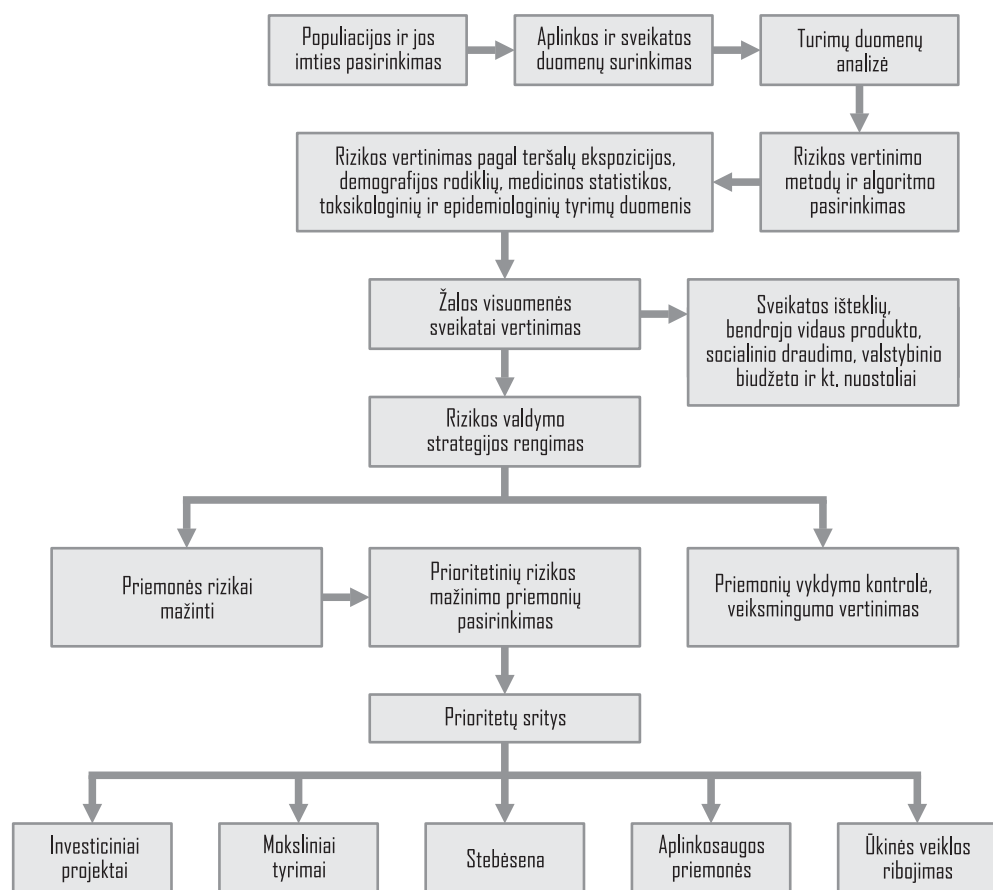 Populiacijos ir jos
imties pasirinkimas
Aplinkos ir sveikatos
duomenų surinkimas
Turimų duomenų
analizė
Rizikos vertinimas pagal teršalų ekspozicijos,
demografijos rodiklių, medicinos statistikos,
toksikologinių ir epidemiologinių tyrimų duomenis
Rizikos vertinimo
metodų ir algoritmo
pasirinkimas
Žalos visuomenės
sveikatai vertinimas
Sveikatos išteklių,
bendrojo vidaus produkto,
socialinio draudimo, valstybinio
biudžeto ir kt. nuostoliai
Rizikos valdymo
strategijos rengimas
Priemonės rizikai
mažinti
Prioritetinių rizikos
mažinimo priemonių
pasirinkimas
Priemonių vykdymo kontrolė,
veiksmingumo vertinimas
Prioritetų sritys
Investiciniai
projektai
Moksliniai
tyrimai
Stebėsena
Aplinkosaugos
priemonės
Ūkinės veiklos
ribojimas